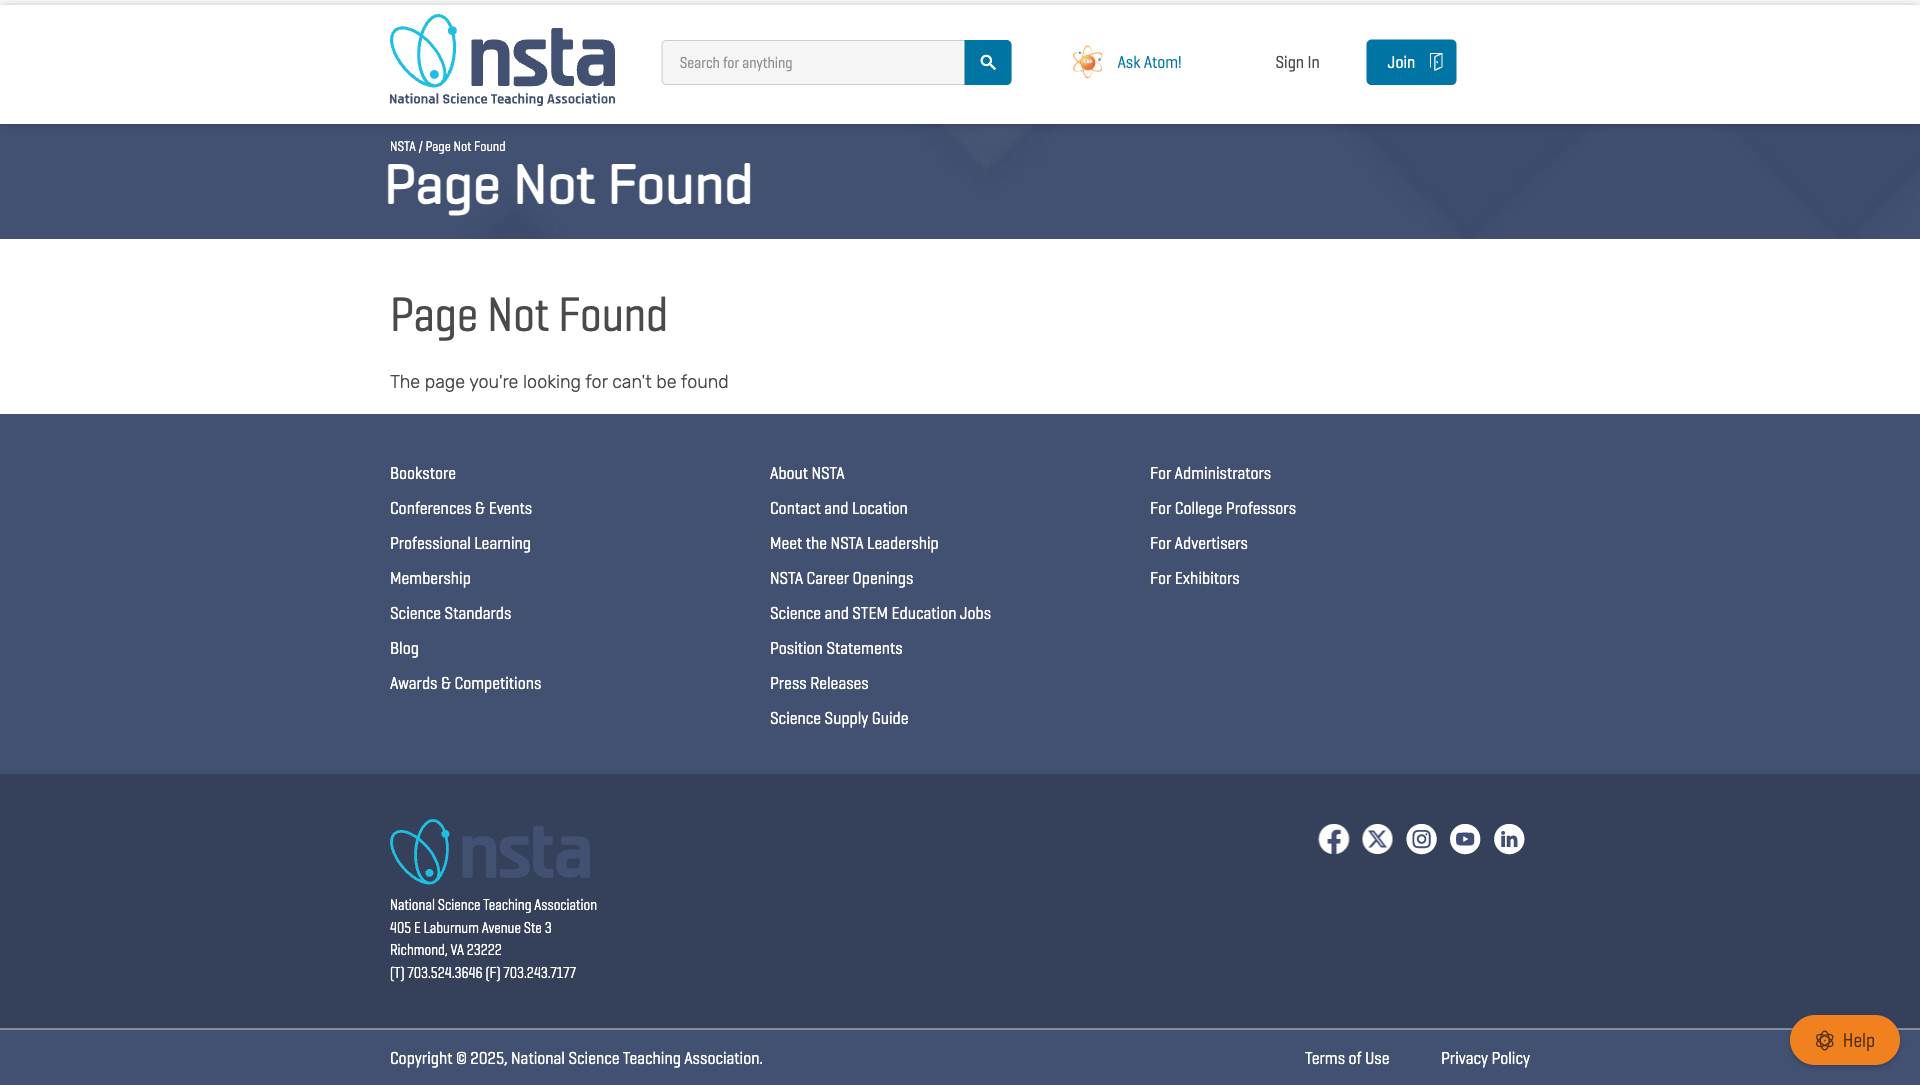 nsta
National Science Teaching Association
Search for anything
Ask Atom!
Sign In
Join
NSTA / Page Not Found
Page Not Found
Page Not Found
The page you're looking for can't be found
Bookstore
Conferences & Events
Professional Learning
Membership
Science Standards
Blog
Awards & Competitions
About NSTA
Contact and Location
Meet the NSTA Leadership
NSTA Career Openings
Science and STEM Education Jobs
Position Statements
Press Releases
Science Supply Guide
For Administrators
For College Professors
For Advertisers
For Exhibitors
nsta
National Science Teaching Association
405 E Laburnum Avenue Ste 3
Richmond, VA 23222
(T) 703.524.3646 (F) 703.243.7177
Help
Copyright © 2025, National Science Teaching Association.
Terms of Use
Privacy Policy